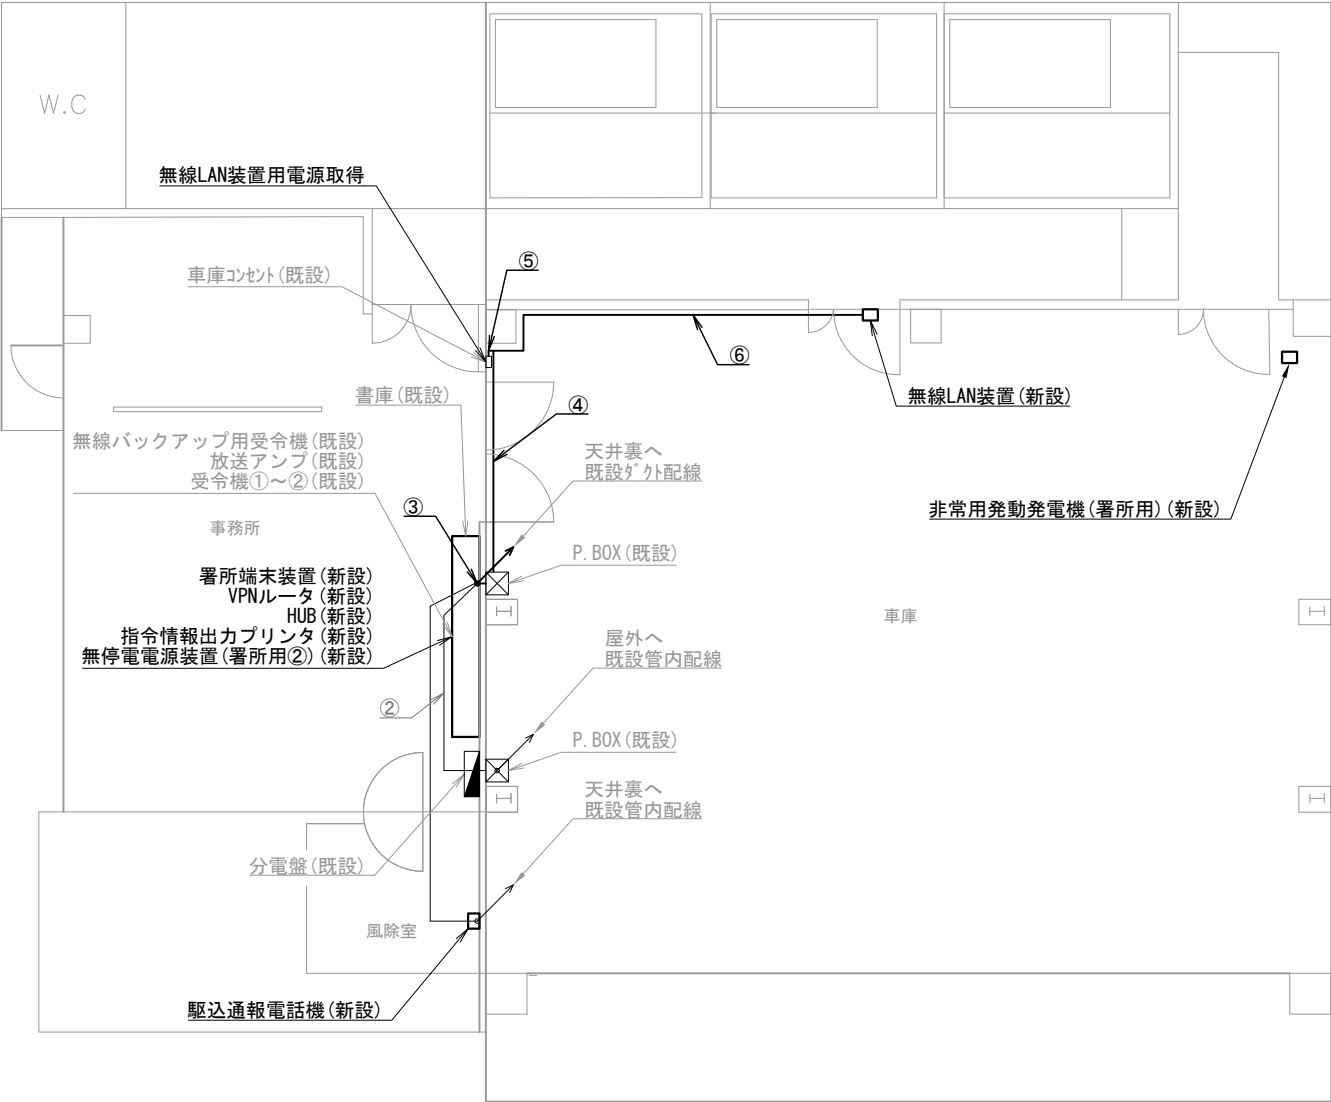 W.C
無線LAN装置用電源取得
⑤
車庫ｺﾝｾﾝﾄ(既設)
⑥
書庫(既設)
④
無線LAN装置(新設)
無線バックアップ用受令機(既設)
放送アンプ(既設)
受令機①～②(既設)
天井裏へ
既設ﾀﾞｸﾄ配線
③
非常用発動発電機(署所用)(新設)
事務所
P.BOX(既設)
署所端末装置(新設)
VPNルータ(新設)
HUB(新設)
指令情報出力プリンタ(新設)
無停電電源装置(署所用②)(新設)
車庫
屋外へ
既設管内配線
②
P.BOX(既設)
天井裏へ
既設管内配線
分電盤(既設)
風除室
駆込通報電話機(新設)